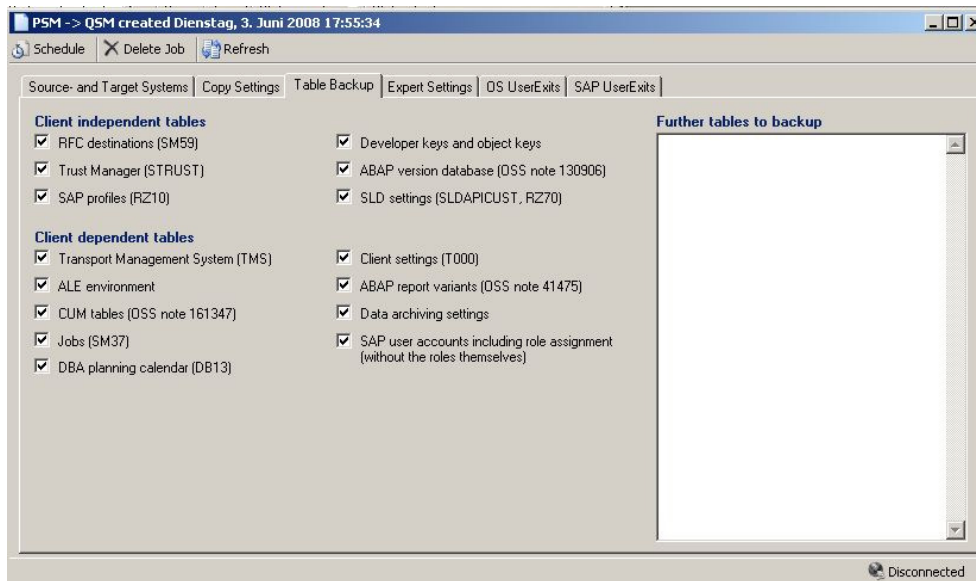 PSM -> QSM created Dienstag, 3. Juni 2008 17:55:34
Schedule Delete Job Refresh
Source- and Target Systems Copy Settings Table Backup Expert Settings OS UserExits SAP UserExits
Client independent tables
RFC destinations (SM59)
Trust Manager (STRUST)
SAP profiles (RZ10)
Developer keys and object keys
ABAP version database (OSS note 130906)
SLD settings (SLDAPICUST, RZ70)
Client dependent tables
Transport Management System (TMS)
ALE environment
CUM tables (OSS note 161347)
Jobs (SM37)
DBA planning calendar (DB13)
Client settings (T000)
ABAP report variants (OSS note 41475)
Data archiving settings
SAP user accounts including role assignment
(without the roles themselves)
Further tables to backup
Disconnected